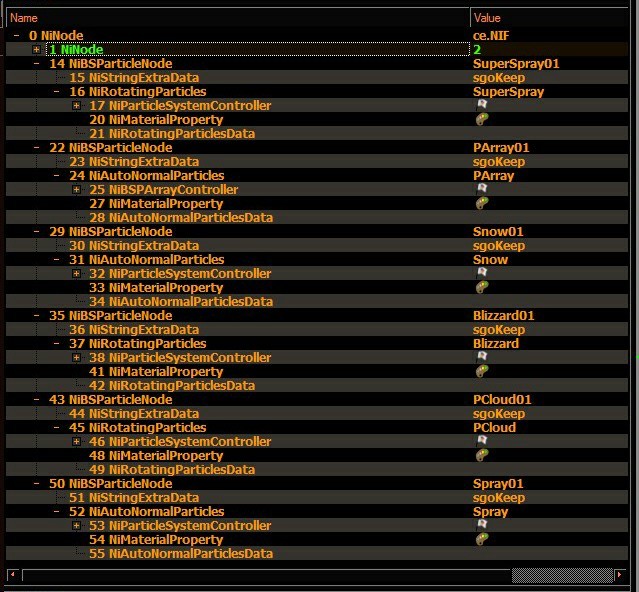 Name Value
0 NiNode ce.NIF
1 NiNode 2
14 NiBSParticleNode SuperSpray01
15 NiStringExtraData sgoKeep
16 NiRotatingParticles SuperSpray
17 NiParticleSystemController
20 NiMaterialProperty
21 NiRotatingParticlesData
22 NiBSParticleNode PArray01
23 NiStringExtraData sgoKeep
24 NiAutoNormalParticles PArray
25 NiBSPArrayController
27 NiMaterialProperty
28 NiAutoNormalParticlesData
29 NiBSParticleNode Snow01
30 NiStringExtraData sgoKeep
31 NiAutoNormalParticles Snow
32 NiParticleSystemController
33 NiMaterialProperty
34 NiAutoNormalParticlesData
35 NiBSParticleNode Blizzard01
36 NiStringExtraData sgoKeep
37 NiRotatingParticles Blizzard
38 NiParticleSystemController
41 NiMaterialProperty
42 NiRotatingParticlesData
43 NiBSParticleNode PCloud01
44 NiStringExtraData sgoKeep
45 NiRotatingParticles PCloud
46 NiParticleSystemController
48 NiMaterialProperty
49 NiRotatingParticlesData
50 NiBSParticleNode Spray01
51 NiStringExtraData sgoKeep
52 NiAutoNormalParticles Spray
53 NiParticleSystemController
54 NiMaterialProperty
55 NiAutoNormalParticlesData